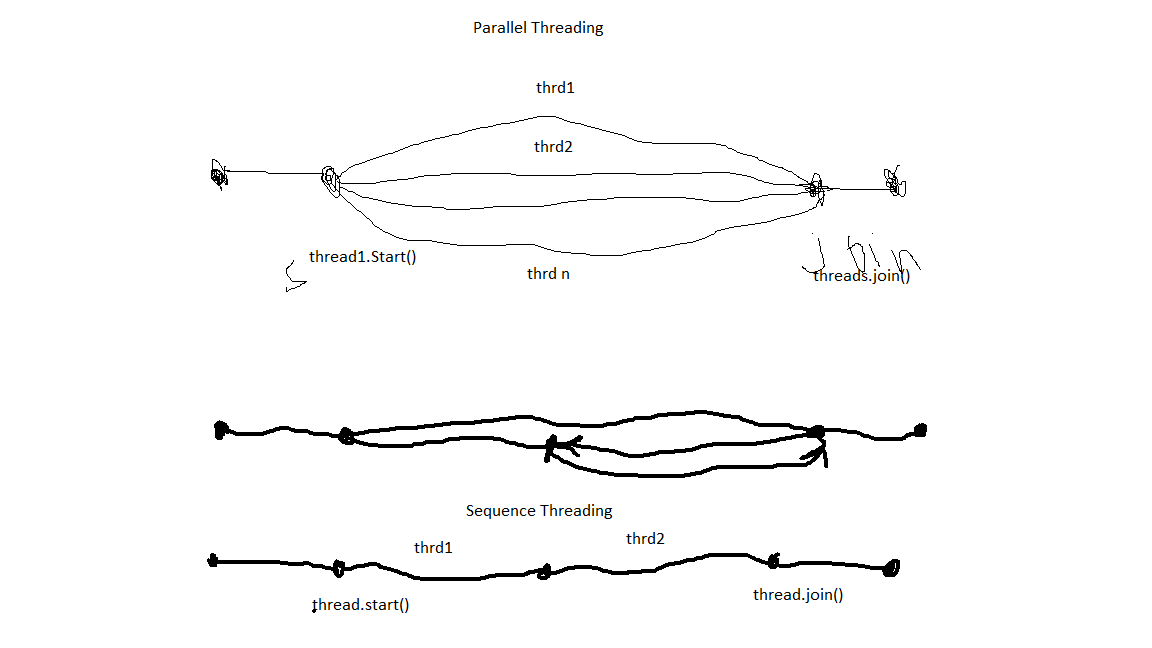 Parallel Threading
thrd1
thrd2
thread1.Start()
S
join
threads.join()
thrd n
Sequence Threading
thrd1
thrd2
thread.start()
thread.join()